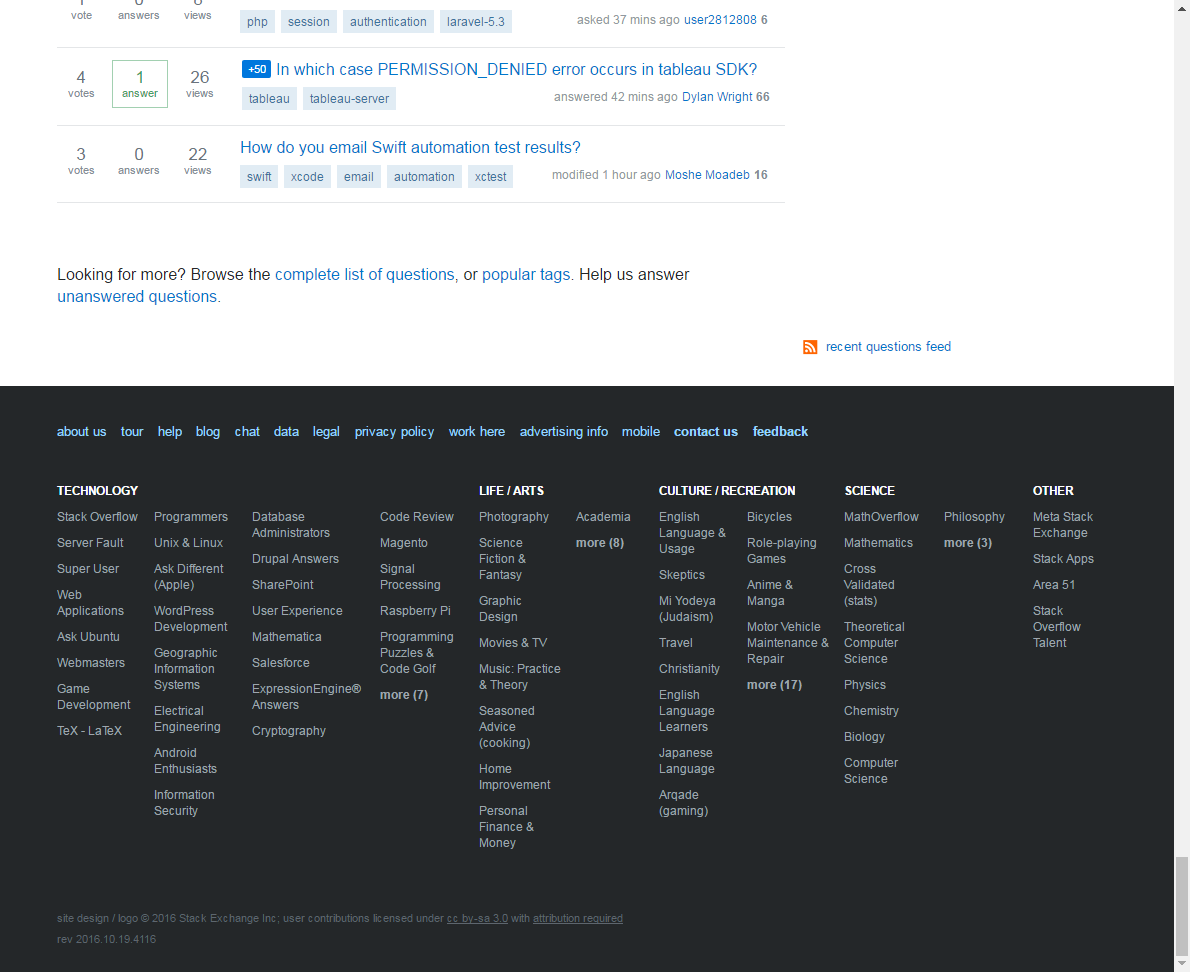 vote answers views
php session authentication laravel-5.3 asked 37 mins ago user2812808 6
4 1 26 +50 In which case PERMISSION_DENIED error occurs in tableau SDK?
votes answer views
tableau tableau-server answered 42 mins ago Dylan Wright 66
3 0 22 How do you email Swift automation test results?
votes answers views
swift xcode email automation xctest modified 1 hour ago Moshe Moadeb 16
Looking for more? Browse the complete list of questions, or popular tags. Help us answer
unanswered questions.
recent questions feed
about us tour help blog chat data legal privacy policy work here advertising info mobile contact us feedback
TECHNOLOGY
Stack Overflow
Server Fault
Super User
Web
Applications
Ask Ubuntu
Webmasters
Game
Development
TeX - LaTeX
Programmers
Unix & Linux
Ask Different
(Apple)
WordPress
Development
Geographic
Information
Systems
Electrical
Engineering
Android
Enthusiasts
Information
Security
Database
Administrators
Drupal Answers
SharePoint
User Experience
Mathematica
Salesforce
ExpressionEngine®
Answers
Cryptography
Code Review
Magento
Signal
Processing
Raspberry Pi
Programming
Puzzles &
Code Golf
more (7)
LIFE / ARTS
Photography
Science
Fiction &
Fantasy
Graphic
Design
Movies & TV
Music: Practice
& Theory
Seasoned
Advice
(cooking)
Home
Improvement
Personal
Finance &
Money
Academia
more (8)
CULTURE / RECREATION
English
Language &
Usage
Skeptics
Mi Yodeya
(Judaism)
Travel
Christianity
English
Language
Learners
Japanese
Language
Arqade
(gaming)
Bicycles
Role-playing
Games
Anime &
Manga
Motor Vehicle
Maintenance &
Repair
more (17)
SCIENCE
MathOverflow
Mathematics
Cross
Validated
(stats)
Theoretical
Computer
Science
Physics
Chemistry
Biology
Computer
Science
Philosophy
more (3)
OTHER
Meta Stack
Exchange
Stack Apps
Area 51
Stack
Overflow
Talent
site design / logo © 2016 Stack Exchange Inc; user contributions licensed under cc by-sa 3.0 with attribution required
rev 2016.10.19.4116